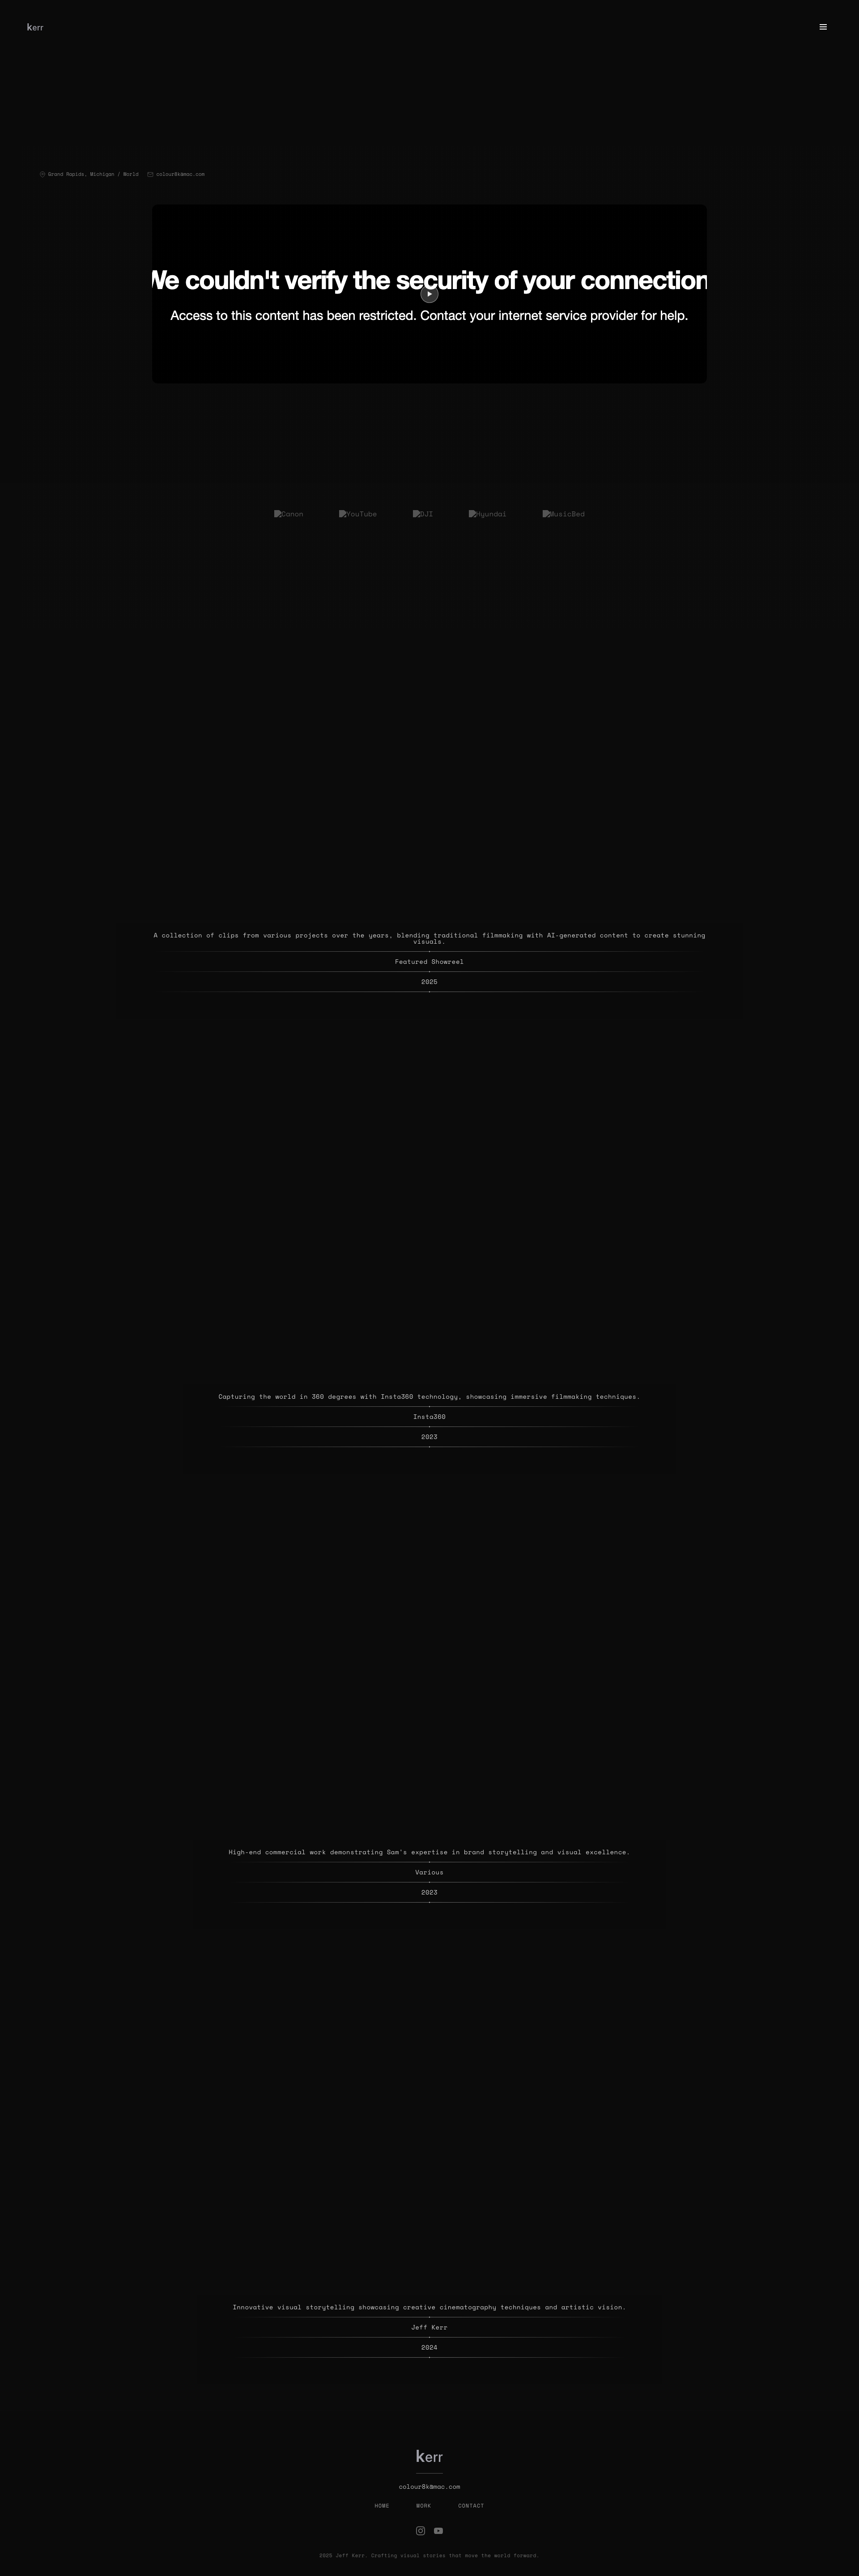 kerr
Grand Rapids, Michigan / World colour8k@mac.com
We couldn't verify the security of your connection
Access to this content has been restricted. Contact your internet service provider for help.
Canon YouTube DJI Hyundai MusicBed
A collection of clips from various projects over the years, blending traditional filmmaking with AI-generated content to create stunning
visuals.
Featured Showreel
2025
Capturing the world in 360 degrees with Insta360 technology, showcasing immersive filmmaking techniques.
Insta360
2023
High-end commercial work demonstrating Sam's expertise in brand storytelling and visual excellence.
Various
2023
Innovative visual storytelling showcasing creative cinematography techniques and artistic vision.
Jeff Kerr
2024
kerr
colour8k@mac.com
HOME WORK CONTACT
2025 Jeff Kerr. Crafting visual stories that move the world forward.